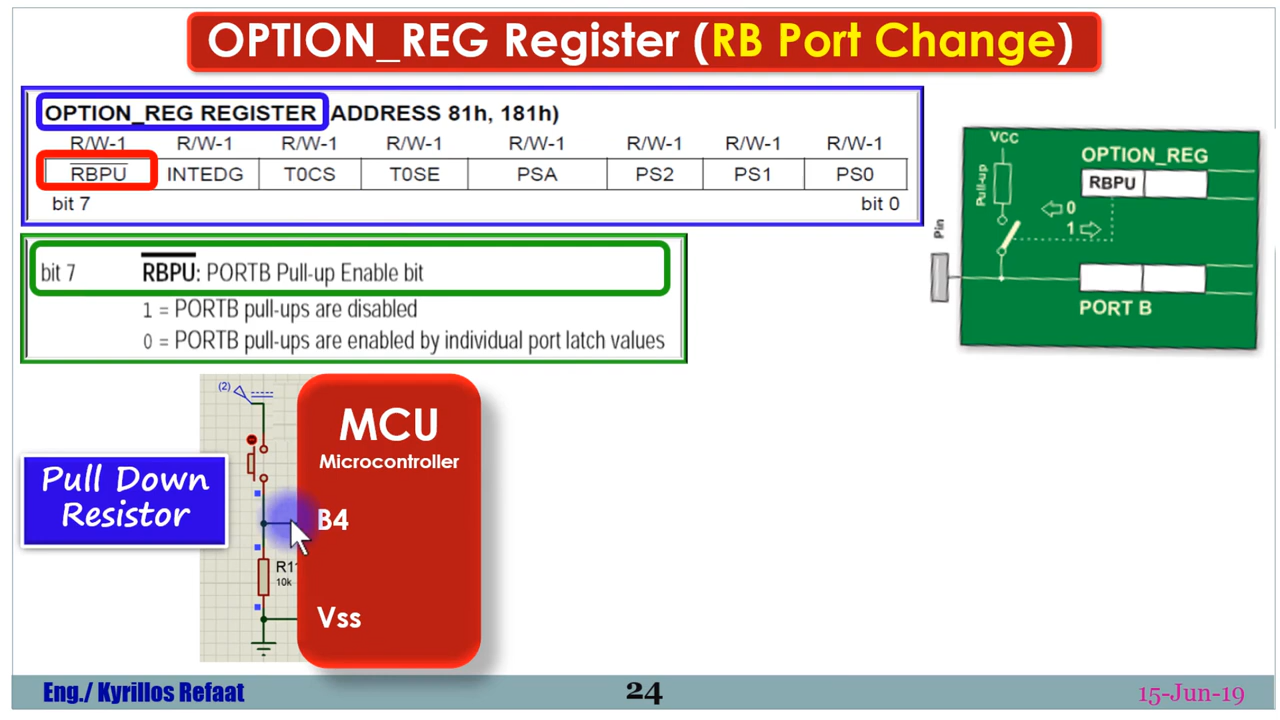 OPTION_REG Register (RB Port Change)
OPTION_REG REGISTER (ADDRESS 81h, 181h)
R/W-1 R/W-1 R/W-1 R/W-1 R/W-1 R/W-1 R/W-1 R/W-1
RBPU INTEDG T0CS T0SE PSA PS2 PS1 PS0
bit 7 bit 0
VCC
OPTION_REG
RBPU
Pull-up
0
1
Pin
PORT B
bit 7 RBPU: PORTB Pull-up Enable bit
1 = PORTB pull-ups are disabled
0 = PORTB pull-ups are enabled by individual port latch values
(2)
MCU
Microcontroller
Pull Down
Resistor
B4
10k
Vss
Eng./ Kyrillos Refaat
24
15-Jun-19